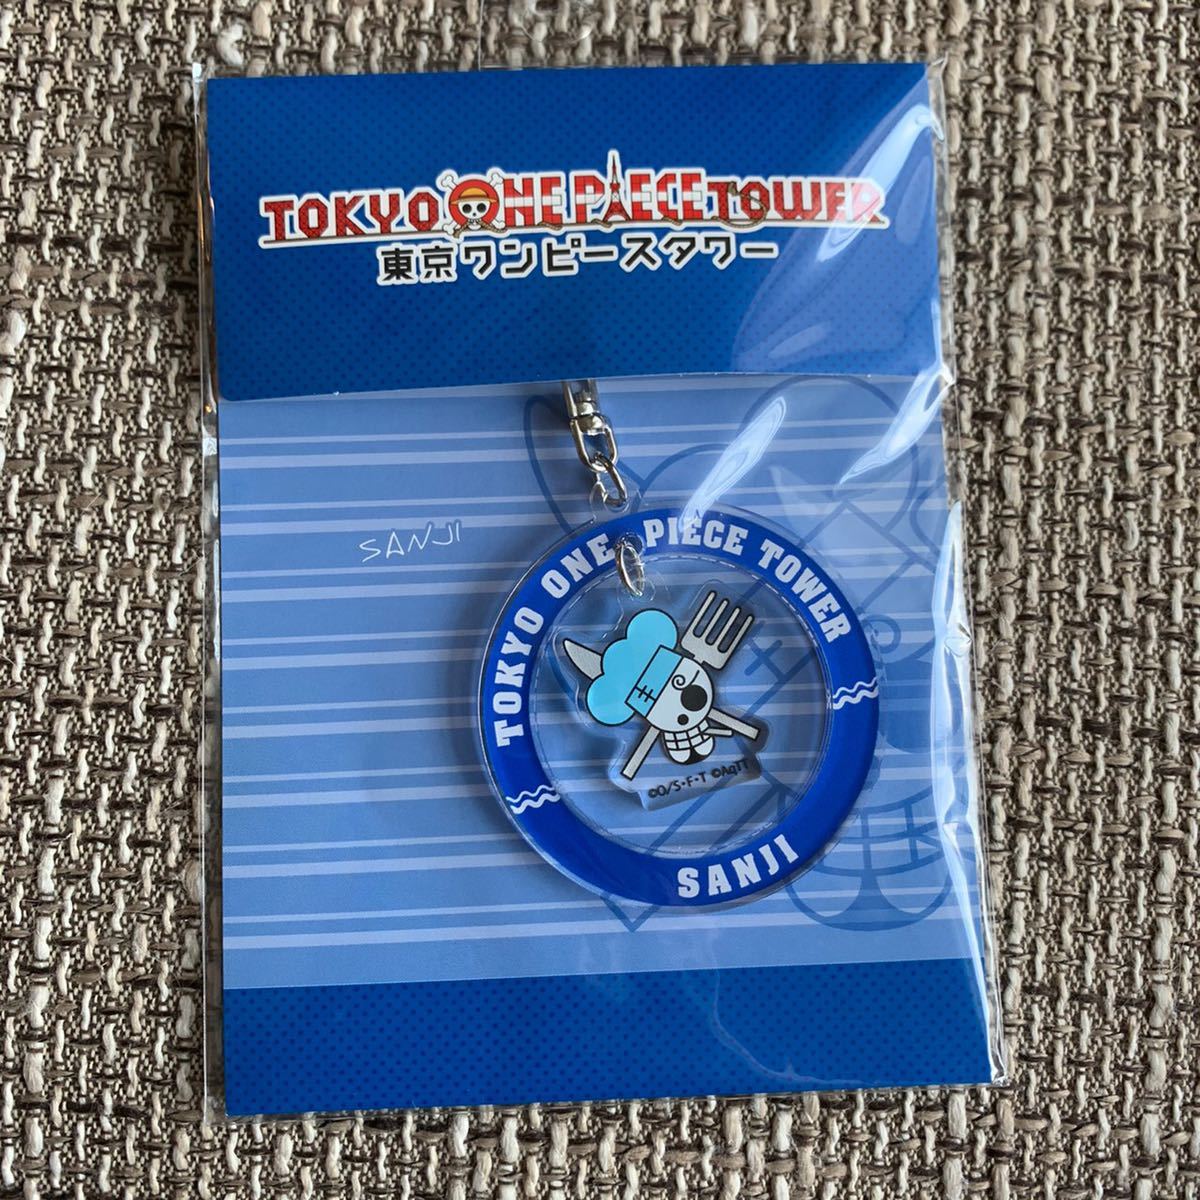 TOKYO ONE PIECE TOWER
東京ワンピースタワー
SANJI
TOKYO ONE PIECE TOWER
©O/S・F・T ©AqTT
SANJI